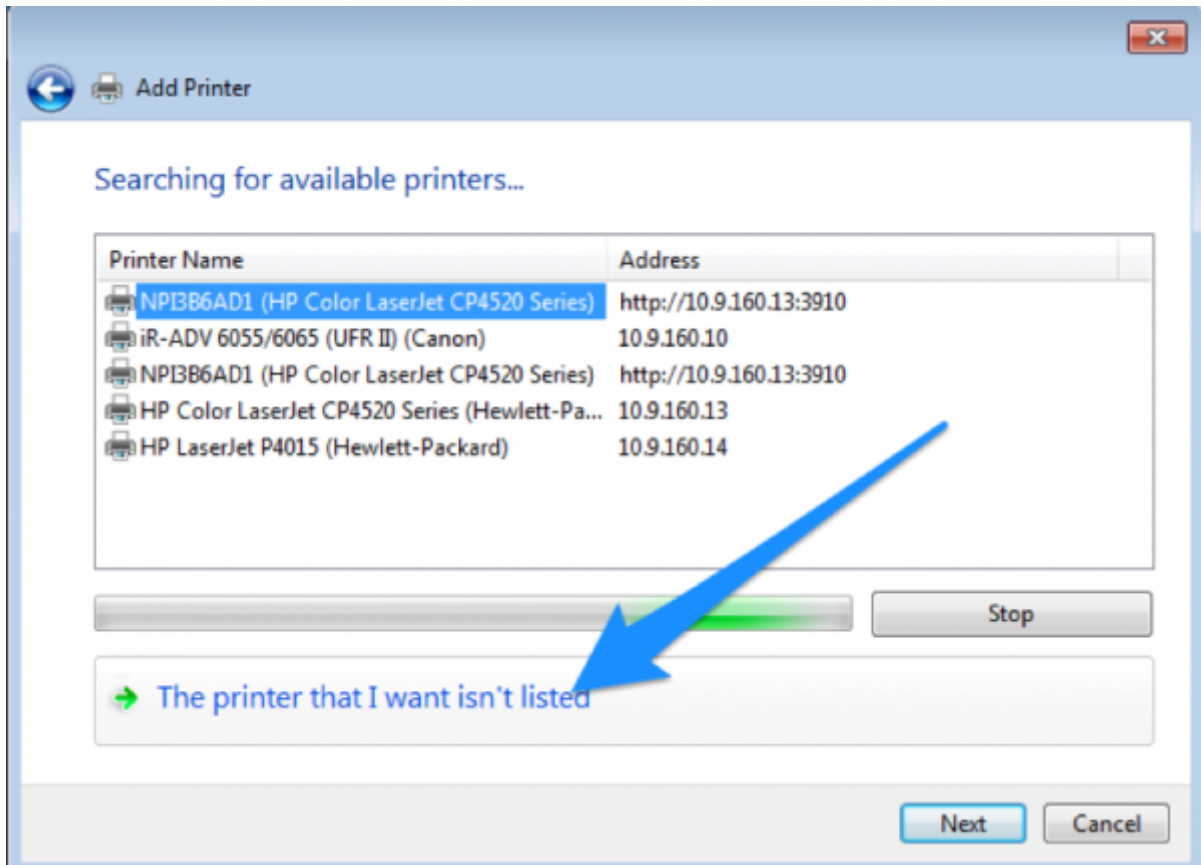 Add Printer
Searching for available printers...
Printer Name Address
NPI3B6AD1 (HP Color LaserJet CP4520 Series) http://10.9.160.13:3910
iR-ADV 6055/6065 (UFR II) (Canon) 10.9.160.10
NPI3B6AD1 (HP Color LaserJet CP4520 Series) http://10.9.160.13:3910
HP Color LaserJet CP4520 Series (Hewlett-Pa... 10.9.160.13
HP LaserJet P4015 (Hewlett-Packard) 10.9.160.14
Stop
The printer that I want isn't listed
Next Cancel